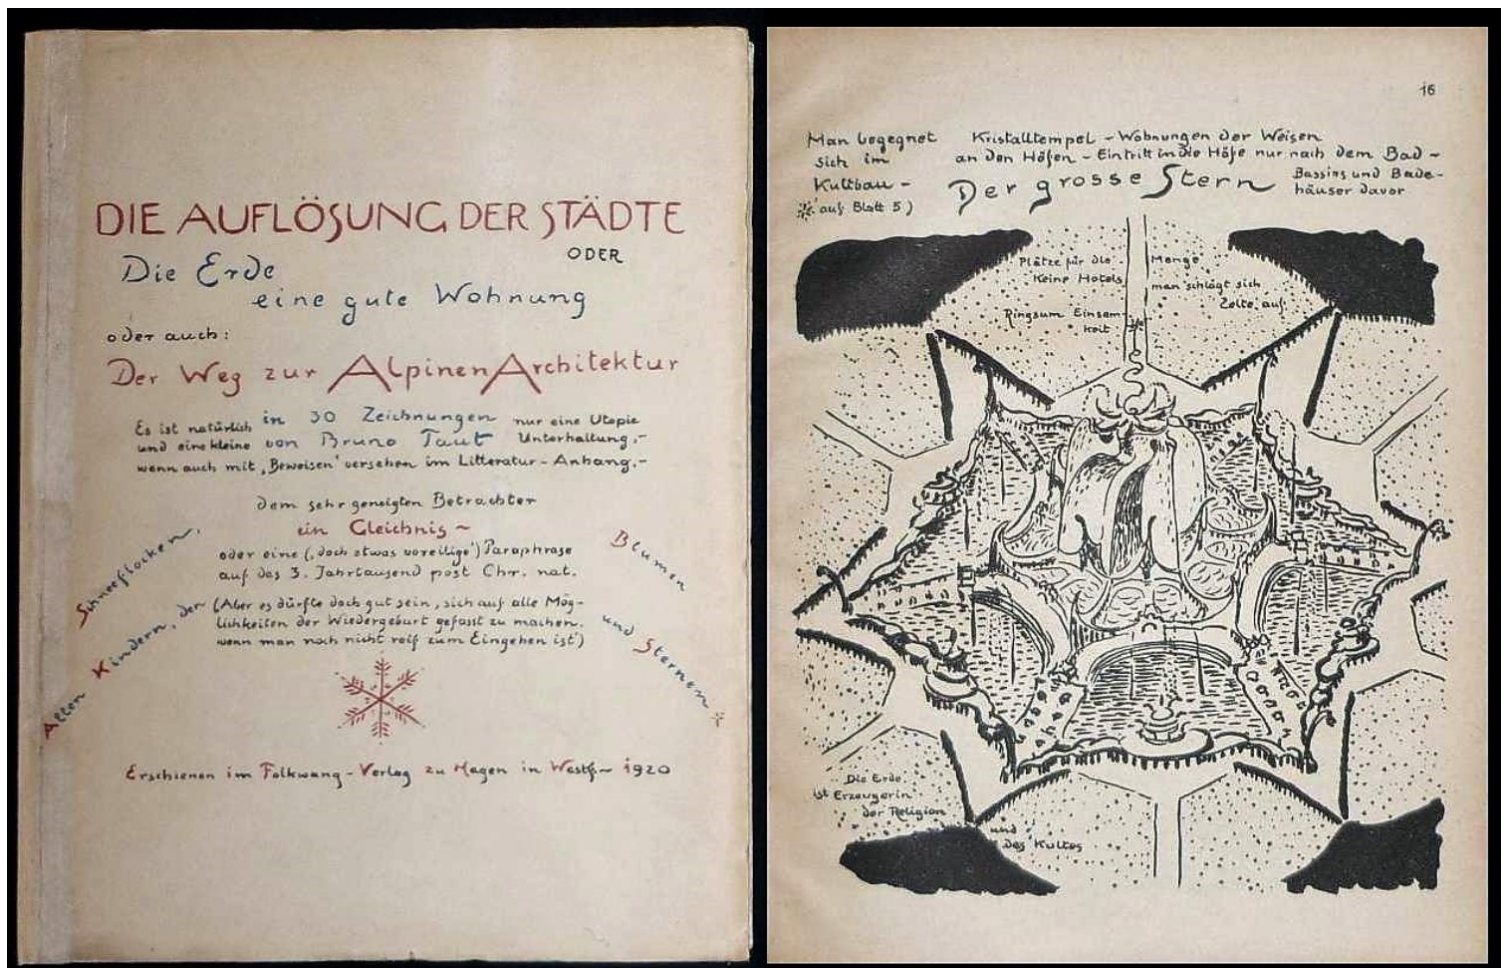 DIE AUFLÖSUNG DER STÄDTE
ODER
Die Erde
eine gute Wohnung
oder auch:
Der Weg zur Alpinen Architektur
Es ist natürlich in 30 Zeichnungen nur eine Utopie
und eine kleine von Bruno Taut Unterhaltung,-
wenn auch mit 'Beweisen' versehen im Litteratur-Anhang,-
dem sehr geneigten Betrachter
ein Gleichnis ~
oder eine (,doch etwas voreilige') Paraphrase
auf das 3. Jahrtausend post Chr. nat.
(Aber es dürfte doch gut sein, sich auf alle Mög-
lichkeiten der Wiedergeburt gefasst zu machen,
wenn man noch nicht reif zum Eingehen ist)
Allen Kindern, der
Schneeflocken,
Blumen
und Sternen
Erschienen im Folkwang-Verlag zu Hagen in Westf ~ 1920
16
Man begegnet
sich im
Kultbau -
auf Blatt 5)
Kristalltempel - Wohnungen der Weisen
an den Höfen - Eintritt in die Höfe nur nach dem Bad -
Bassins und Bade-
häuser davor
Der grosse Stern
Plätze für die Menge
Keine Hotels man schlägt sich
Zelte auf
Ringsum Einsam-
keit
Die Erde
ist Erzeugerin
der Religion
und
des Kultes